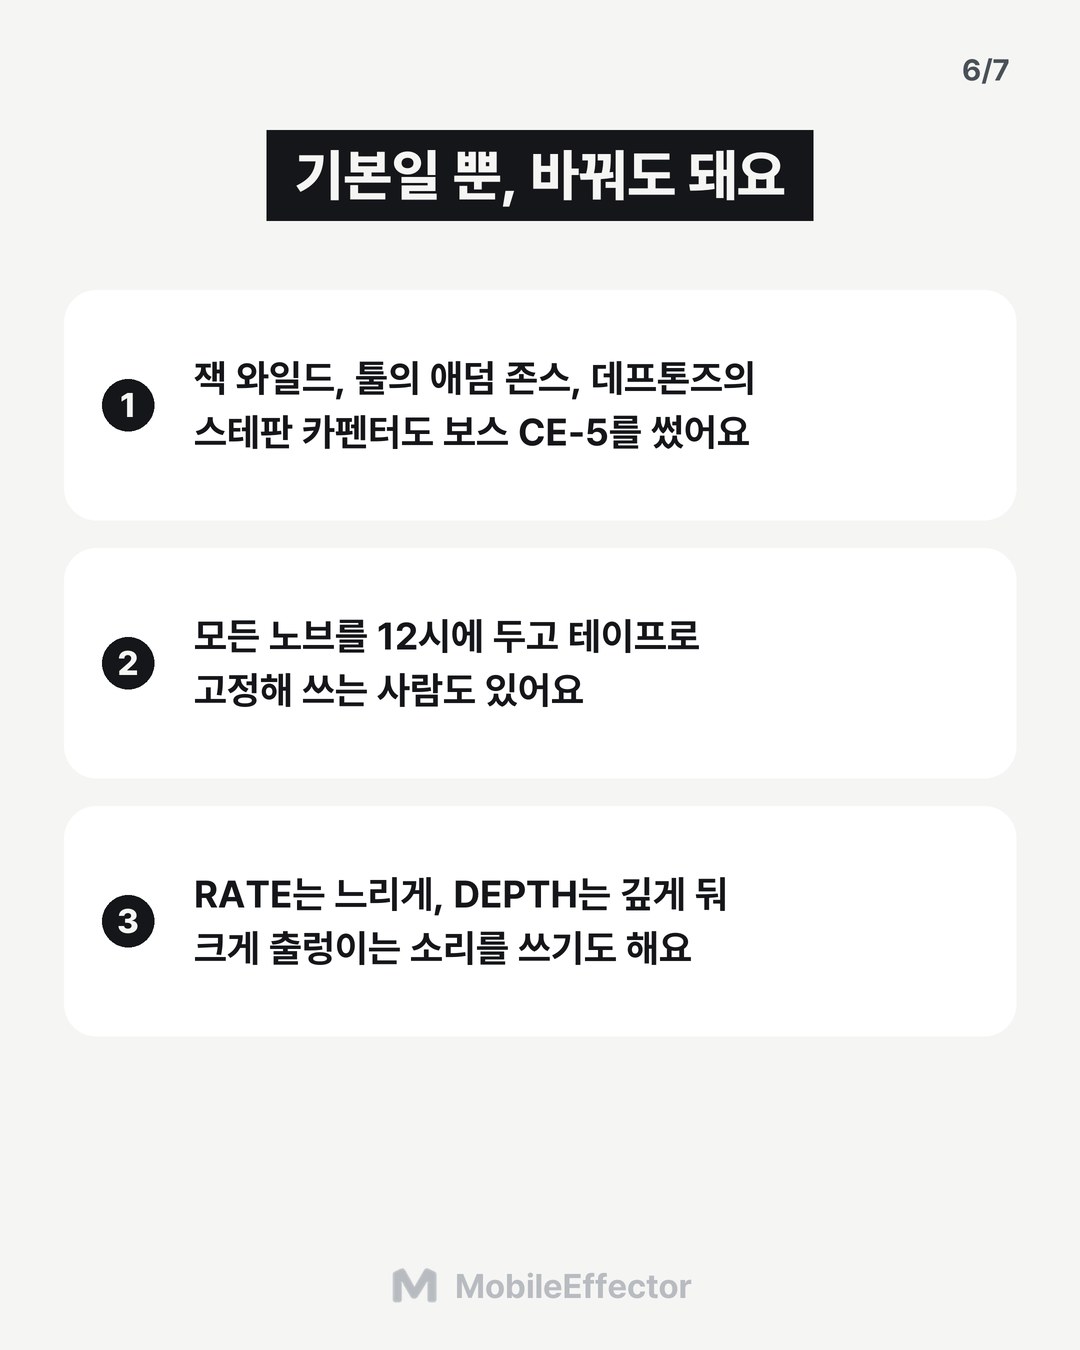 6/7
기본일 뿐, 바꿔도 돼요
1
잭 와일드, 툴의 애덤 존스, 데프톤즈의
스테판 카펜터도 보스 CE-5를 썼어요
2
모든 노브를 12시에 두고 테이프로
고정해 쓰는 사람도 있어요
3
RATE는 느리게, DEPTH는 깊게 둬
크게 출렁이는 소리를 쓰기도 해요
MobileEffector